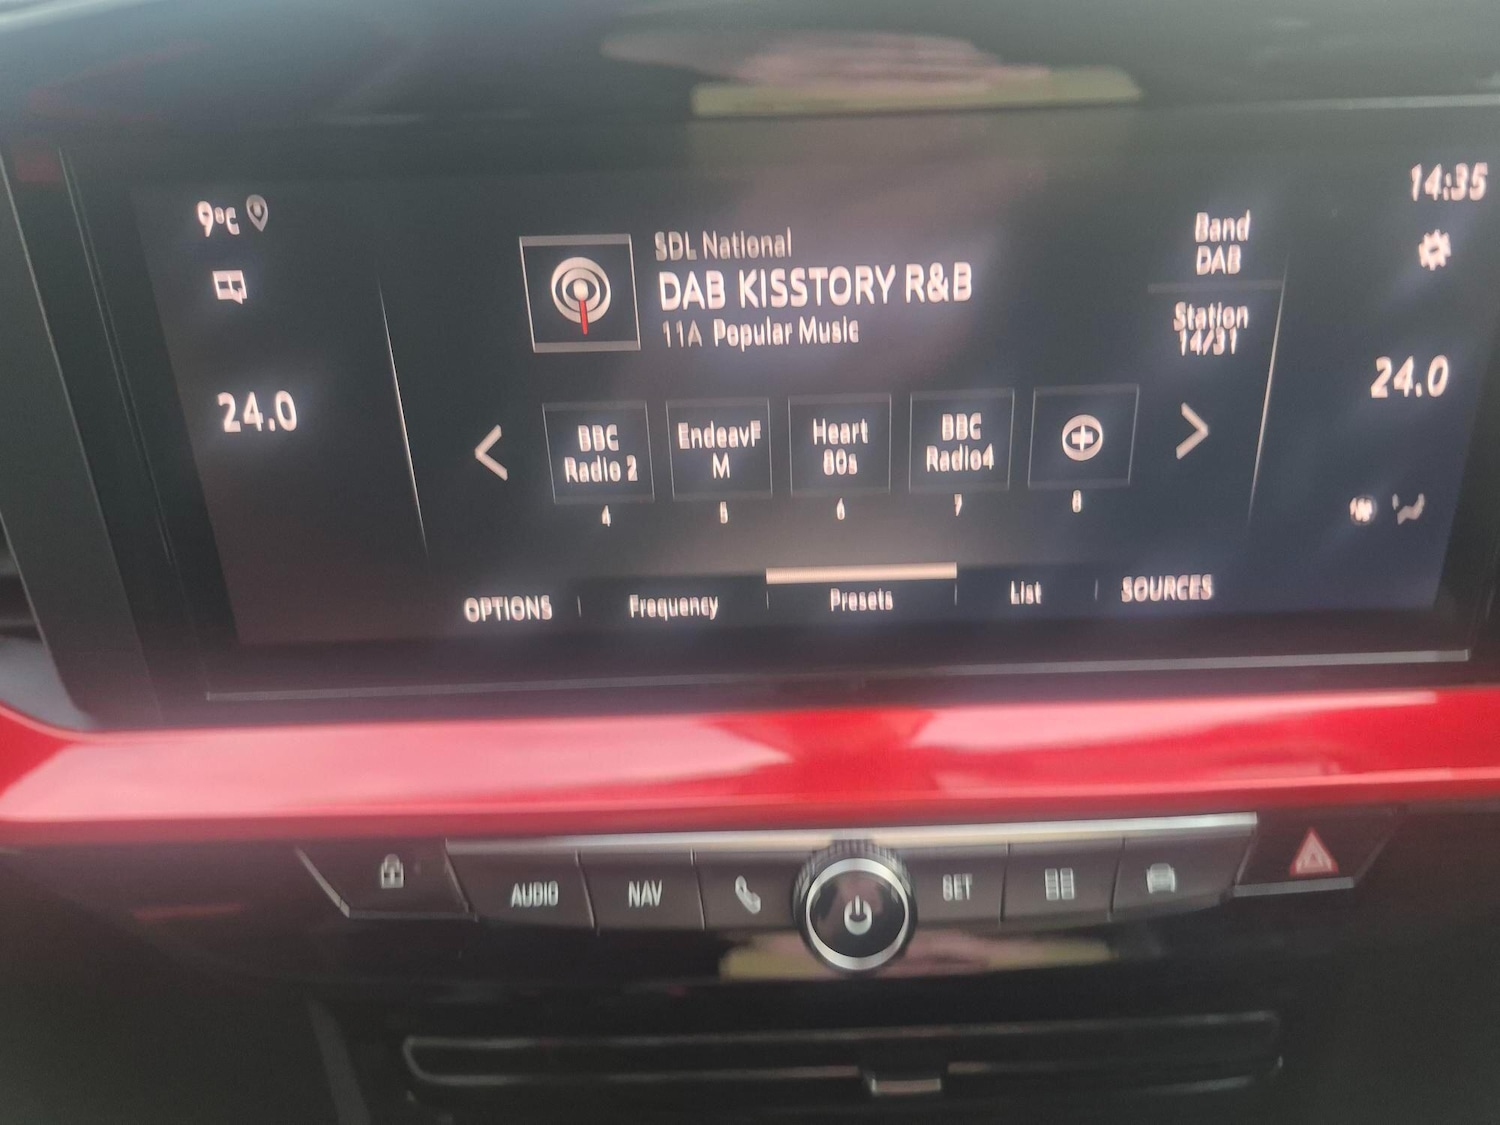 14:35
9°C
SDL National
DAB KISSTORY R&B
11A Popular Music
Band
DAB
Station
14/31
24.0
24.0
BBC
Radio 2
EndeavF
M
Heart
80s
BBC
Radio4
4
5
6
7
8
OPTIONS
Frequency
Presets
List
SOURCES
AUDIO
NAV
SET